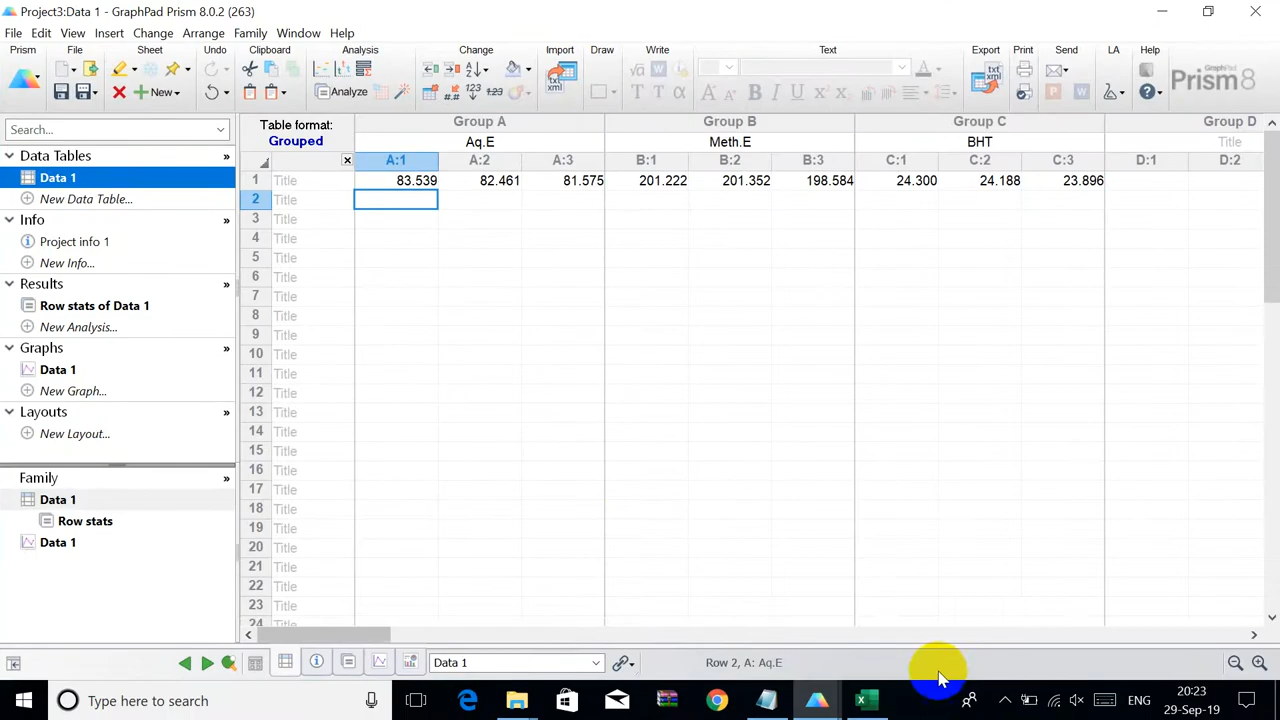 Project3:Data 1 - GraphPad Prism 8.0.2 (263)
File Edit View Insert Change Arrange Family Window Help
Prism File Sheet Undo Clipboard Analysis Change Import Draw Write Text Export Print Send LA Help
New
Analyze
GraphPad
Prism 8
Search...
Data Tables
Data 1
New Data Table...
Info
Project info 1
New Info...
Results
Row stats of Data 1
New Analysis...
Graphs
Data 1
New Graph...
Layouts
New Layout...
Family
Data 1
Row stats
Data 1
Table format: Group A Group B Group C Group D
Grouped Aq.E Meth.E BHT Title
A:1 A:2 A:3 B:1 B:2 B:3 C:1 C:2 C:3 D:1 D:2
1 Title 83.539 82.461 81.575 201.222 201.352 198.584 24.300 24.188 23.896
2 Title
3 Title
4 Title
5 Title
6 Title
7 Title
8 Title
9 Title
10 Title
11 Title
12 Title
13 Title
14 Title
15 Title
16 Title
17 Title
18 Title
19 Title
20 Title
21 Title
22 Title
23 Title
24 Title
Data 1
Row 2, A: Aq.E
Type here to search
ENG
20:23
29-Sep-19